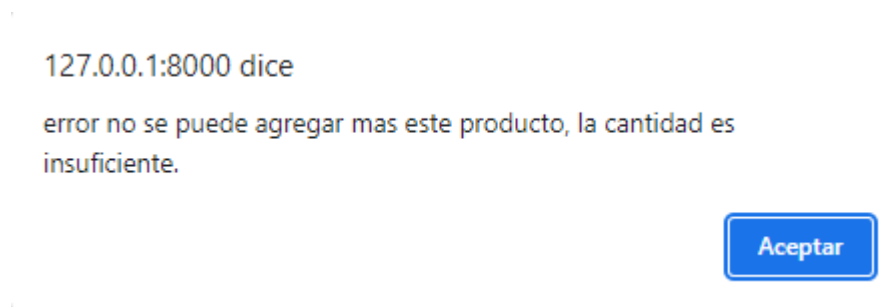 127.0.0.1:8000 dice
error no se puede agregar mas este producto, la cantidad es
insuficiente.
Aceptar